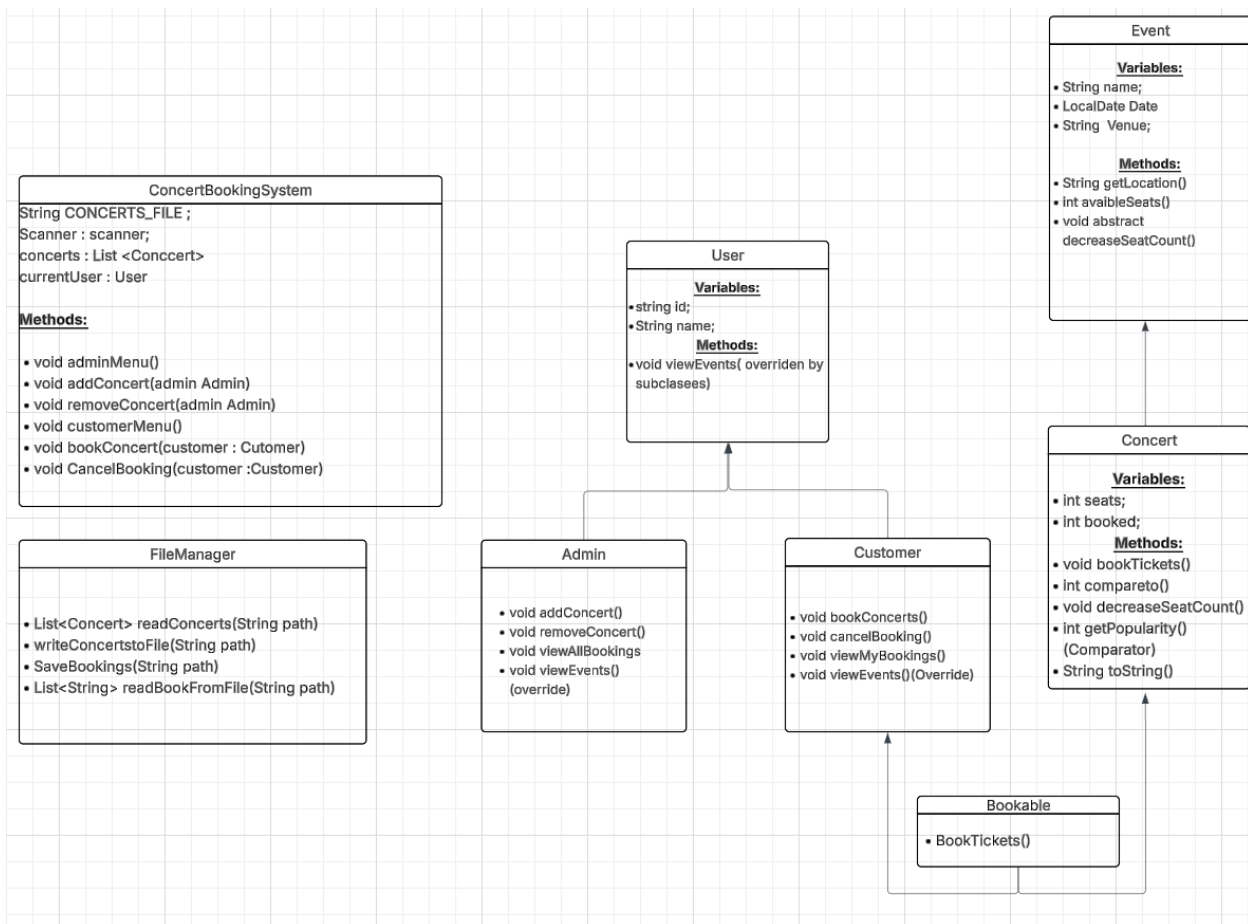 ConcertBookingSystem
String CONCERTS_FILE ;
Scanner : scanner;
concerts : List <Conccert>
currentUser : User
Methods:
• void adminMenu()
• void addConcert(admin Admin)
• void removeConcert(admin Admin)
• void customerMenu()
• void bookConcert(customer : Cutomer)
• void CancelBooking(customer :Customer)
FileManager
• List<Concert> readConcerts(String path)
• writeConcertstoFile(String path)
• SaveBookings(String path)
• List<String> readBookFromFile(String path)
User
Variables:
• string id;
• String name;
Methods:
• void viewEvents( overriden by
subclasees)
Admin
• void addConcert()
• void removeConcert()
• void viewAllBookings
• void viewEvents()
(override)
Customer
• void bookConcerts()
• void cancelBooking()
• void viewMyBookings()
• void viewEvents()(Override)
Event
Variables:
• String name;
• LocalDate Date
• String Venue;
Methods:
• String getLocation()
• int avaibleSeats()
• void abstract
decreaseSeatCount()
Concert
Variables:
• int seats;
• int booked;
Methods:
• void bookTickets()
• int compareto()
• void decreaseSeatCount()
• int getPopularity()
(Comparator)
• String toString()
Bookable
• BookTickets()